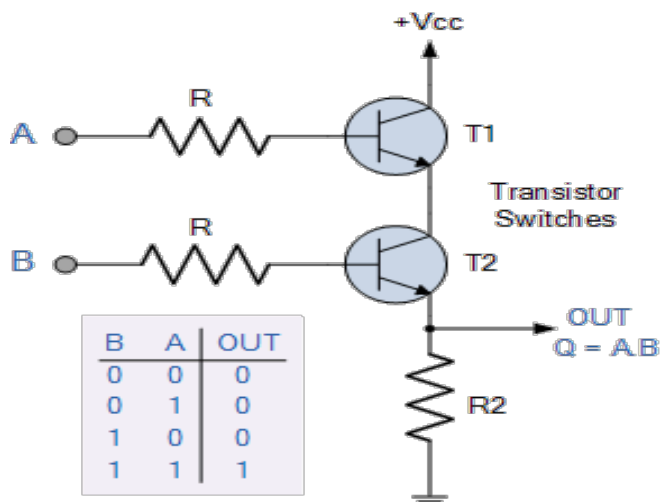 +Vcc
R
A
T1
Transistor
Switches
R
B
T2
OUT
Q = A.B
B A OUT
0 0 0
0 1 0
1 0 0
1 1 1
R2